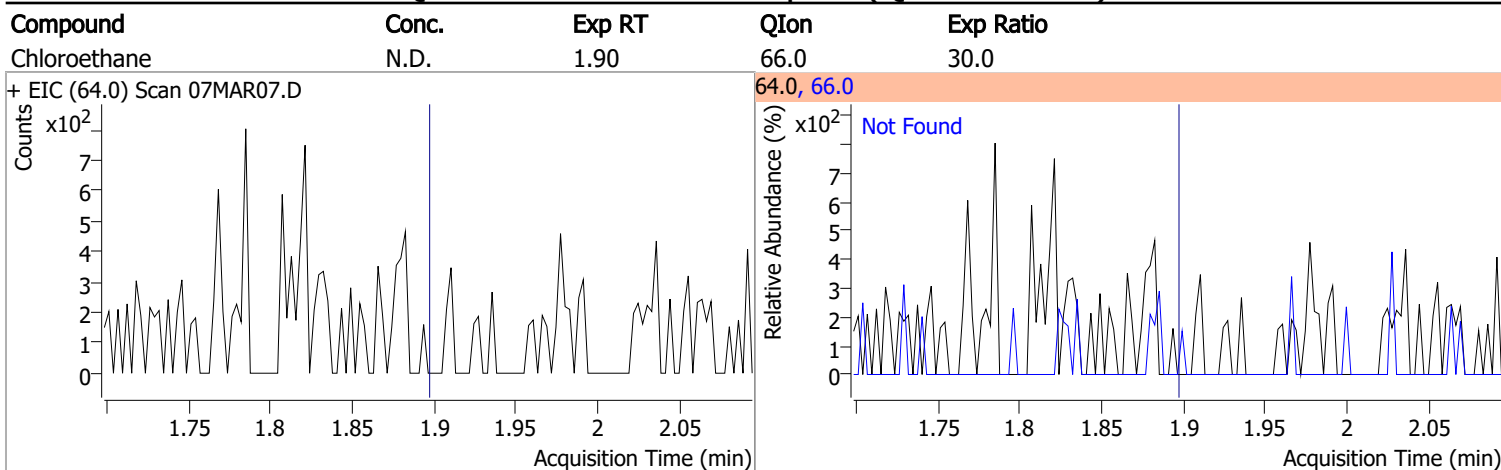 Compound Conc. Exp RT QIon Exp Ratio
Chloroethane N.D. 1.90 66.0 30.0
+ EIC (64.0) Scan 07MAR07.D
Counts
x10²
7
6
5
4
3
2
1
0
1.75 1.8 1.85 1.9 1.95 2 2.05
Acquisition Time (min)
64.0, 66.0
Relative Abundance (%)
x10²
Not Found
7
6
5
4
3
2
1
0
1.75 1.8 1.85 1.9 1.95 2 2.05
Acquisition Time (min)